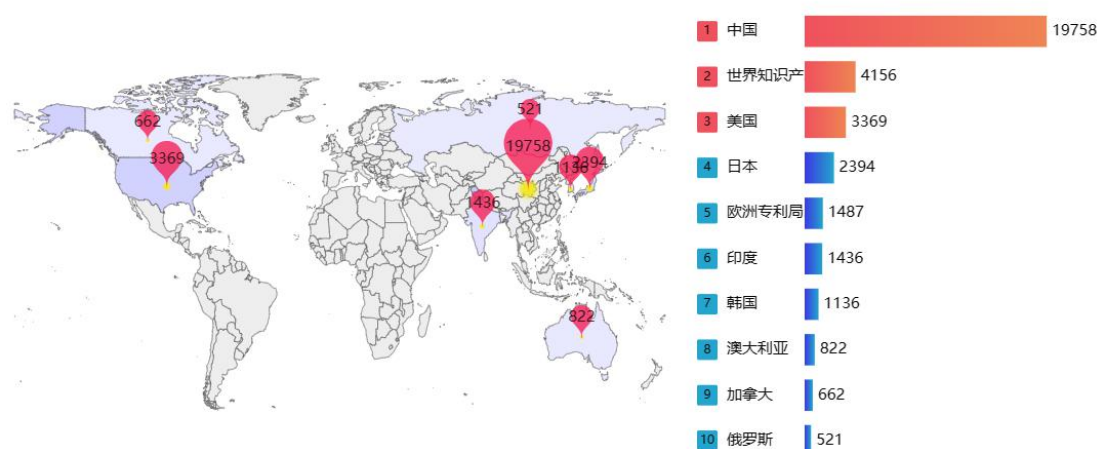 662
3369
521
19758
136
2394
1436
822
1 中国 19758
2 世界知识产 4156
3 美国 3369
4 日本 2394
5 欧洲专利局 1487
6 印度 1436
7 韩国 1136
8 澳大利亚 822
9 加拿大 662
10 俄罗斯 521